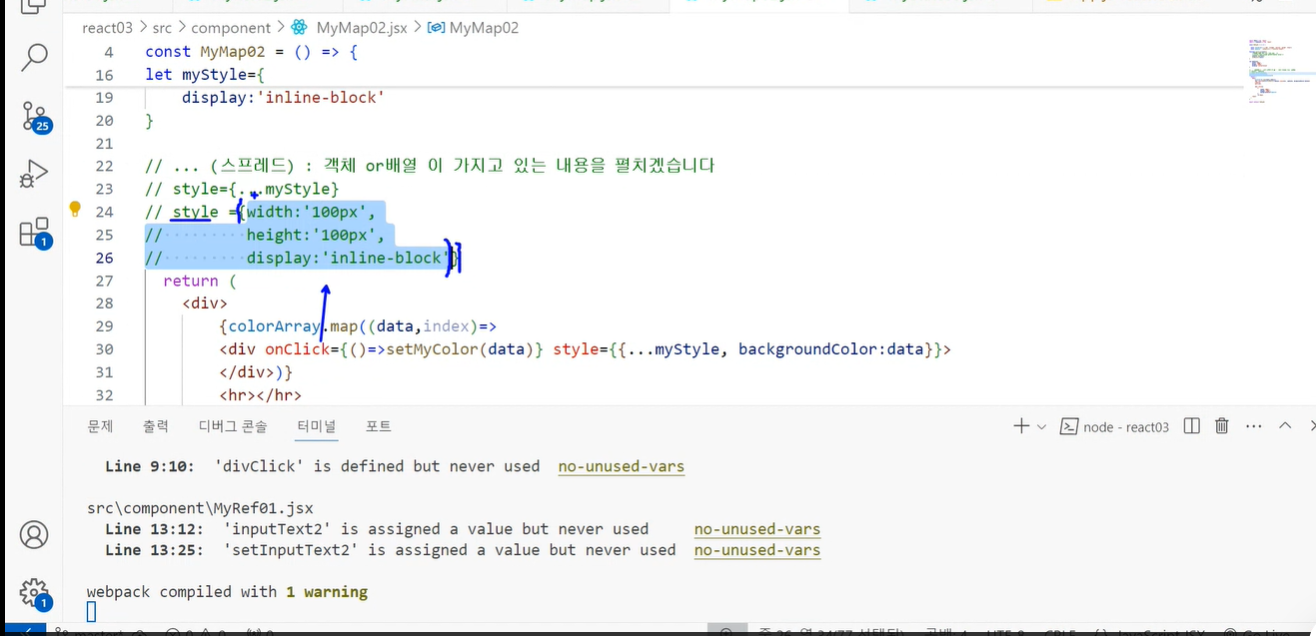 react03 > src > component > MyMap02.jsx > MyMap02
4 const MyMap02 = () => {
16 let myStyle={
19 display:'inline-block'
20 }
21
22 // ... (스프레드) : 객체 or배열 이 가지고 있는 내용을 펼치겠습니다
23 // style={...myStyle}
24 // style ={width:'100px',
25 // height:'100px',
26 // display:'inline-block'}
27 return (
28 <div>
29 {colorArray.map((data,index)=>
30 <div onClick={()=>setMyColor(data)} style={{...myStyle, backgroundColor:data}}>
31 </div>)}
32 <hr></hr>
25
1
문제 출력 디버그 콘솔 터미널 포트 node - react03
Line 9:10: 'divClick' is defined but never used no-unused-vars
src\component\MyRef01.jsx
Line 13:12: 'inputText2' is assigned a value but never used no-unused-vars
Line 13:25: 'setInputText2' is assigned a value but never used no-unused-vars
webpack compiled with 1 warning
1